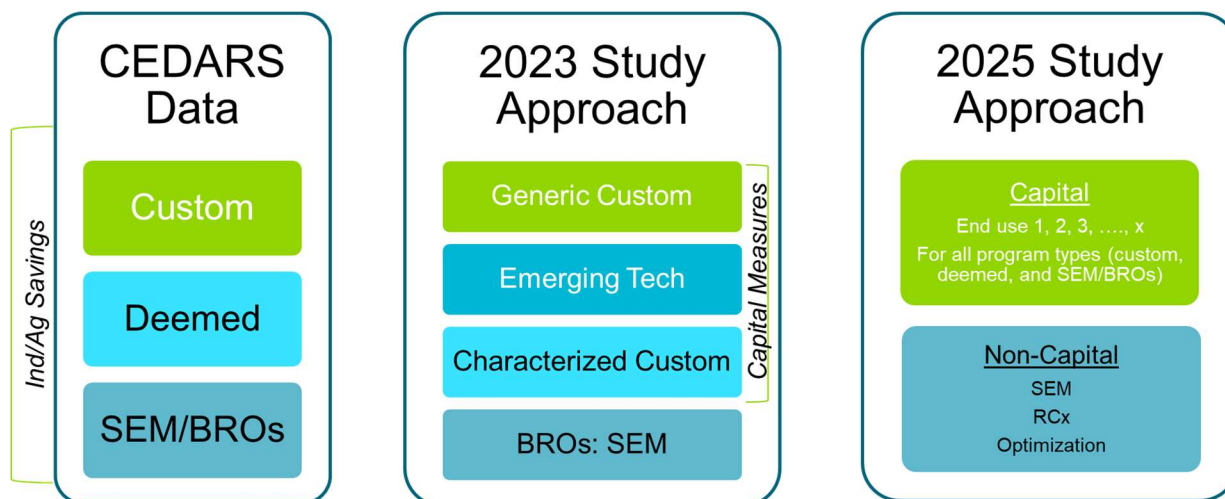 CEDARS
Data
Ind/Ag Savings
Custom
Deemed
SEM/BROs
2023 Study
Approach
Generic Custom
Emerging Tech
Characterized Custom
BROs: SEM
Capital Measures
2025 Study
Approach
Capital
End use 1, 2, 3, …., x
For all program types (custom,
deemed, and SEM/BROs)
Non-Capital
SEM
RCx
Optimization